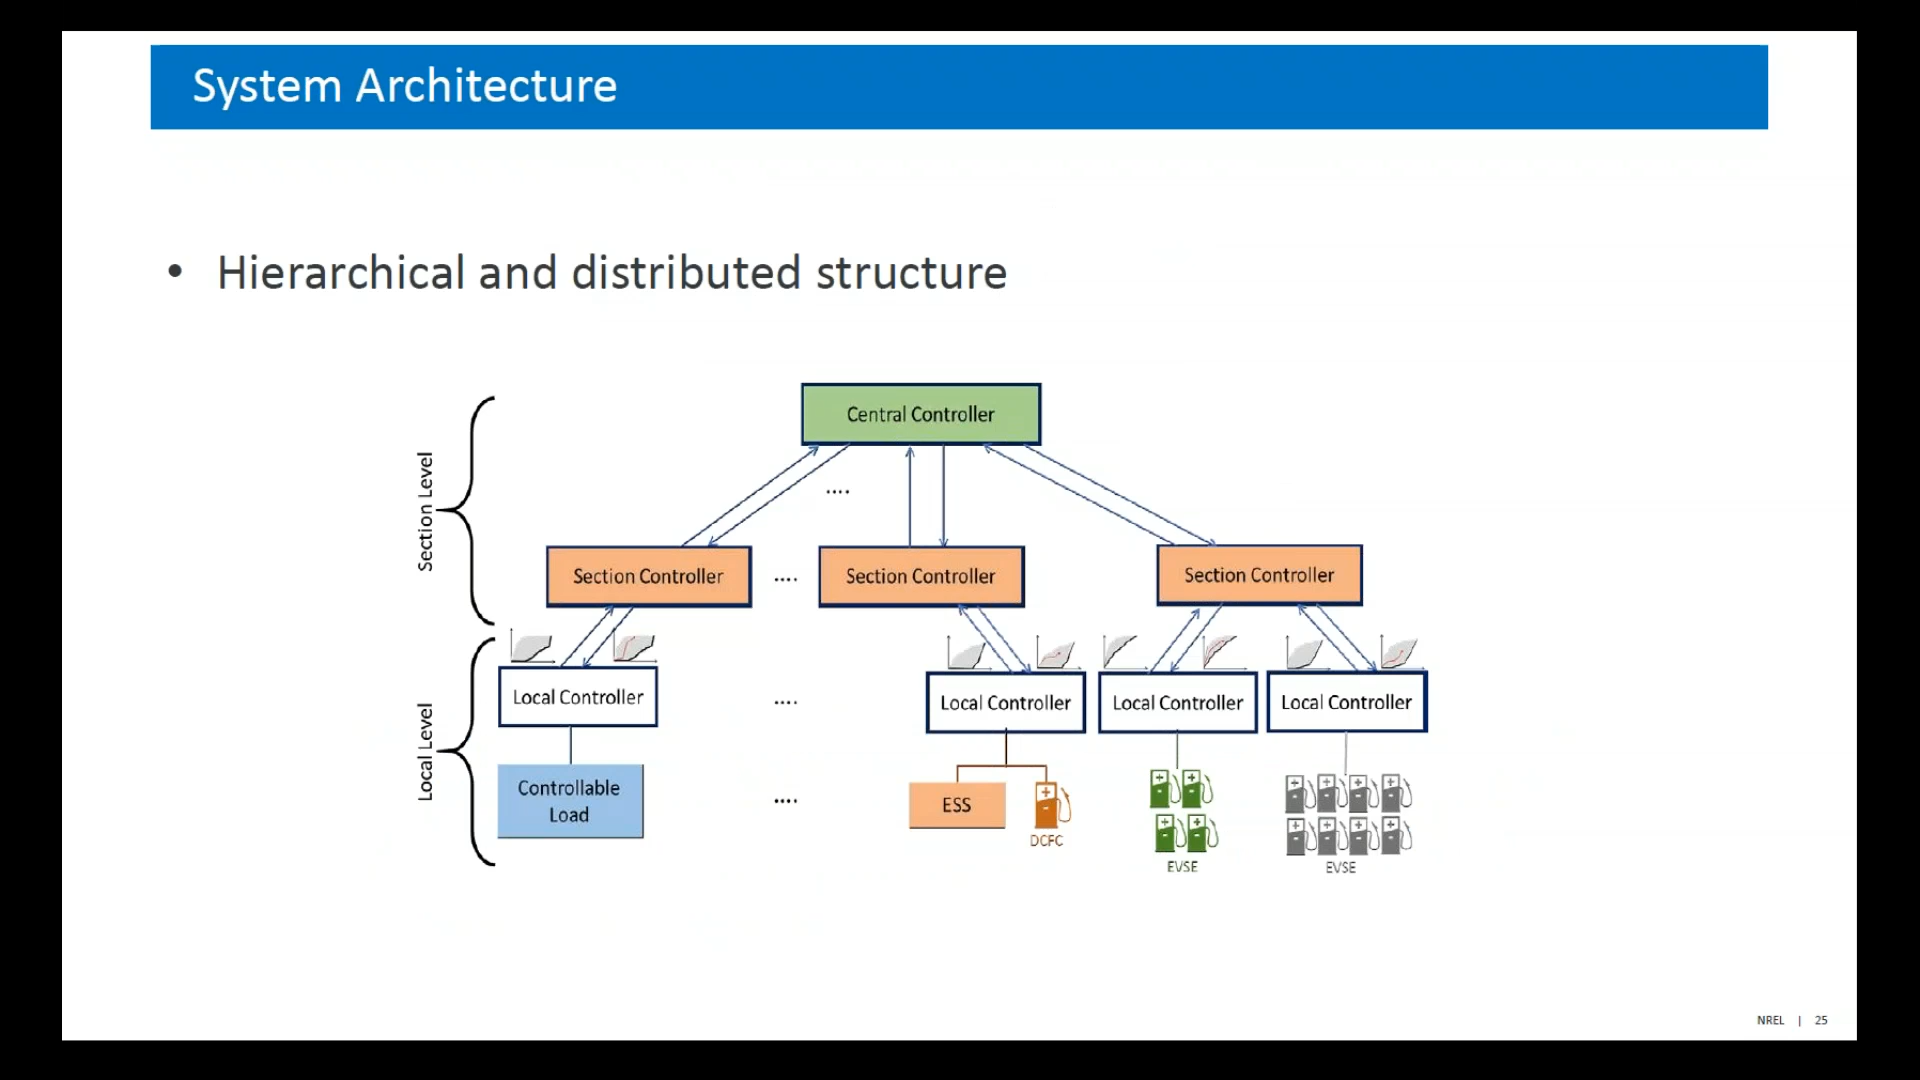 System Architecture
• Hierarchical and distributed structure
Section Level
Central Controller
....
Section Controller
....
Section Controller
Section Controller
Local Level
Local Controller
....
Local Controller
Local Controller
Local Controller
Controllable
Load
....
ESS
DCFC
EVSE
EVSE
NREL | 25